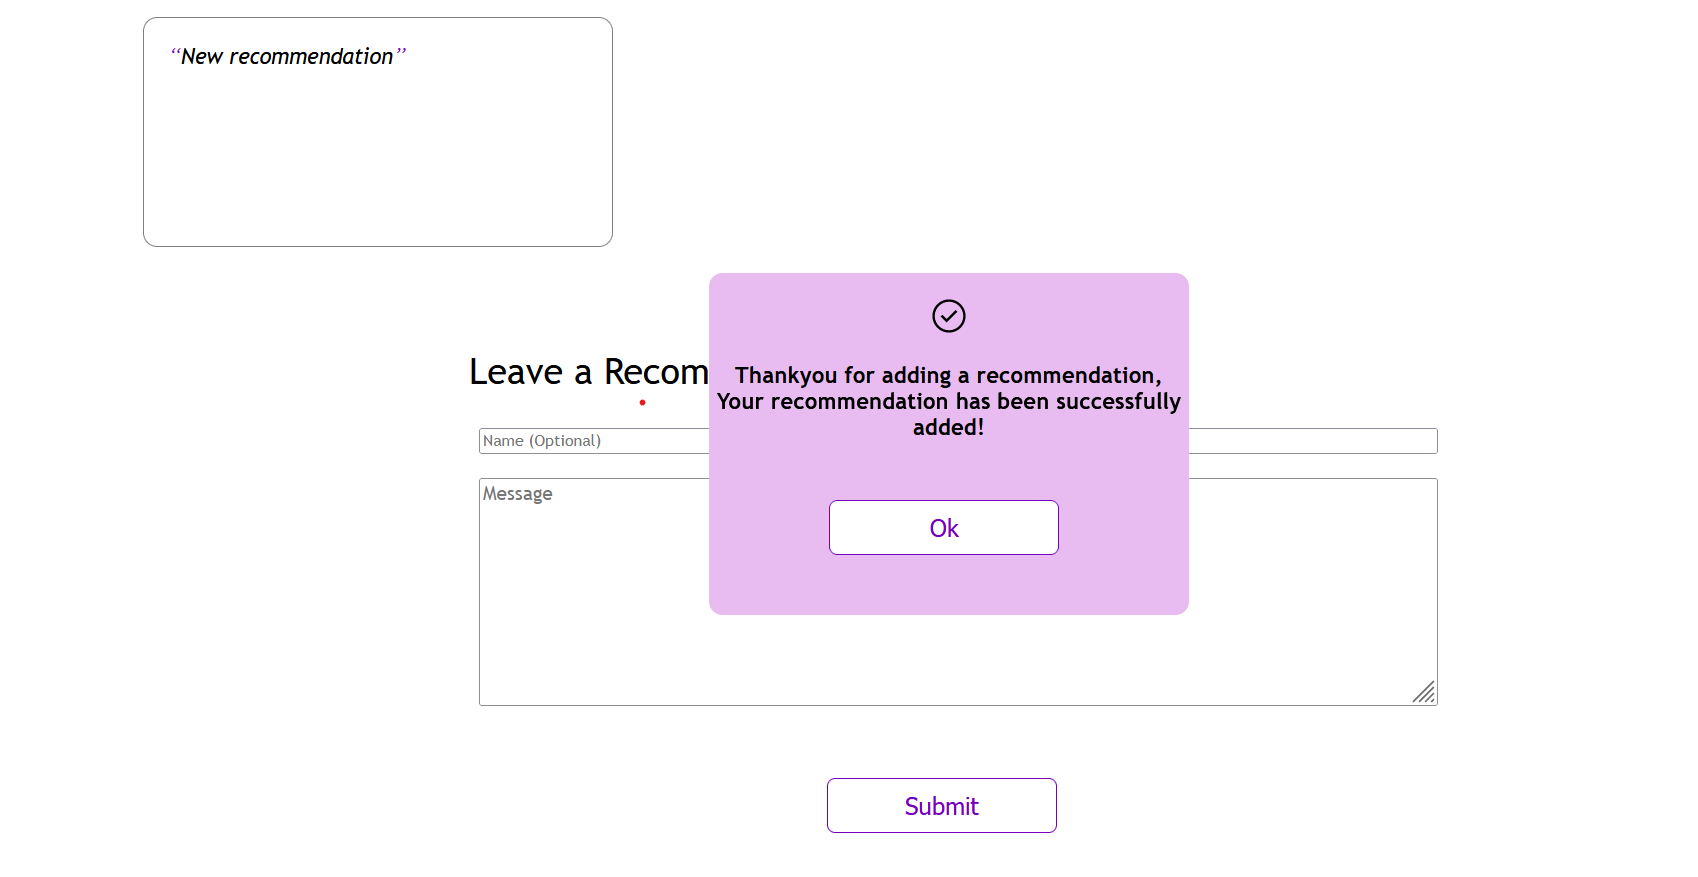 “New recommendation”
Leave a Recom
Thankyou for adding a recommendation,
Your recommendation has been successfully
added!
Name (Optional)
Message
Ok
Submit